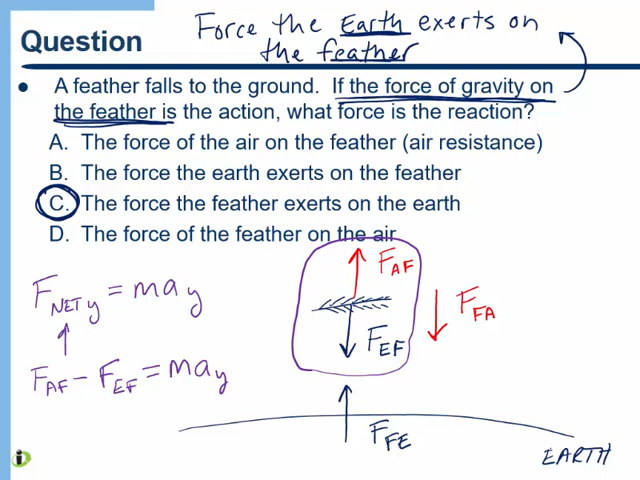 Force the Earth exerts on
the feather
Question
A feather falls to the ground. If the force of gravity on
the feather is the action, what force is the reaction?
A. The force of the air on the feather (air resistance)
B. The force the earth exerts on the feather
C. The force the feather exerts on the earth
D. The force of the feather on the air
F_AF
F_NET y = ma_y
F_FA
F_EF
F_AF - F_EF = ma_y
F_FE
EARTH
i